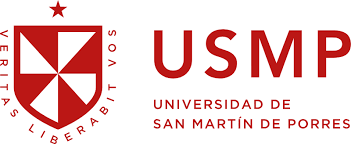 VERITAS LIBERABIT VOS
USMP
UNIVERSIDAD DE
SAN MARTÍN DE PORRES